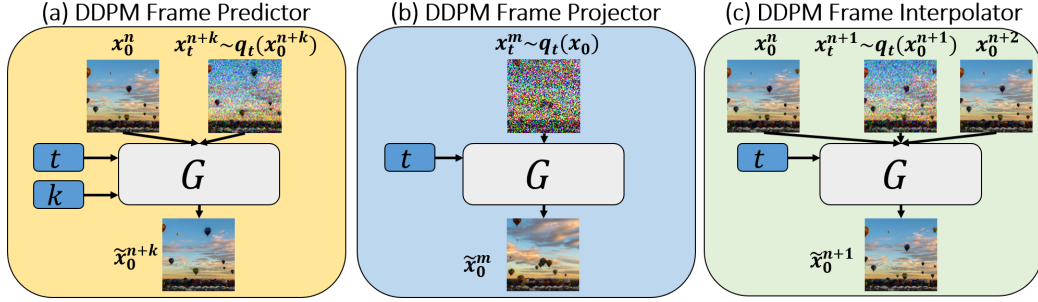 (a) DDPM Frame Predictor
x_0^n
x_t^{n+k}~q_t(x_0^{n+k})
t
k
G
x̃_0^{n+k}
(b) DDPM Frame Projector
x_t^m~q_t(x_0)
t
G
x̃_0^m
(c) DDPM Frame Interpolator
x_0^n
x_t^{n+1}~q_t(x_0^{n+1})
x_0^{n+2}
t
G
x̃_0^{n+1}